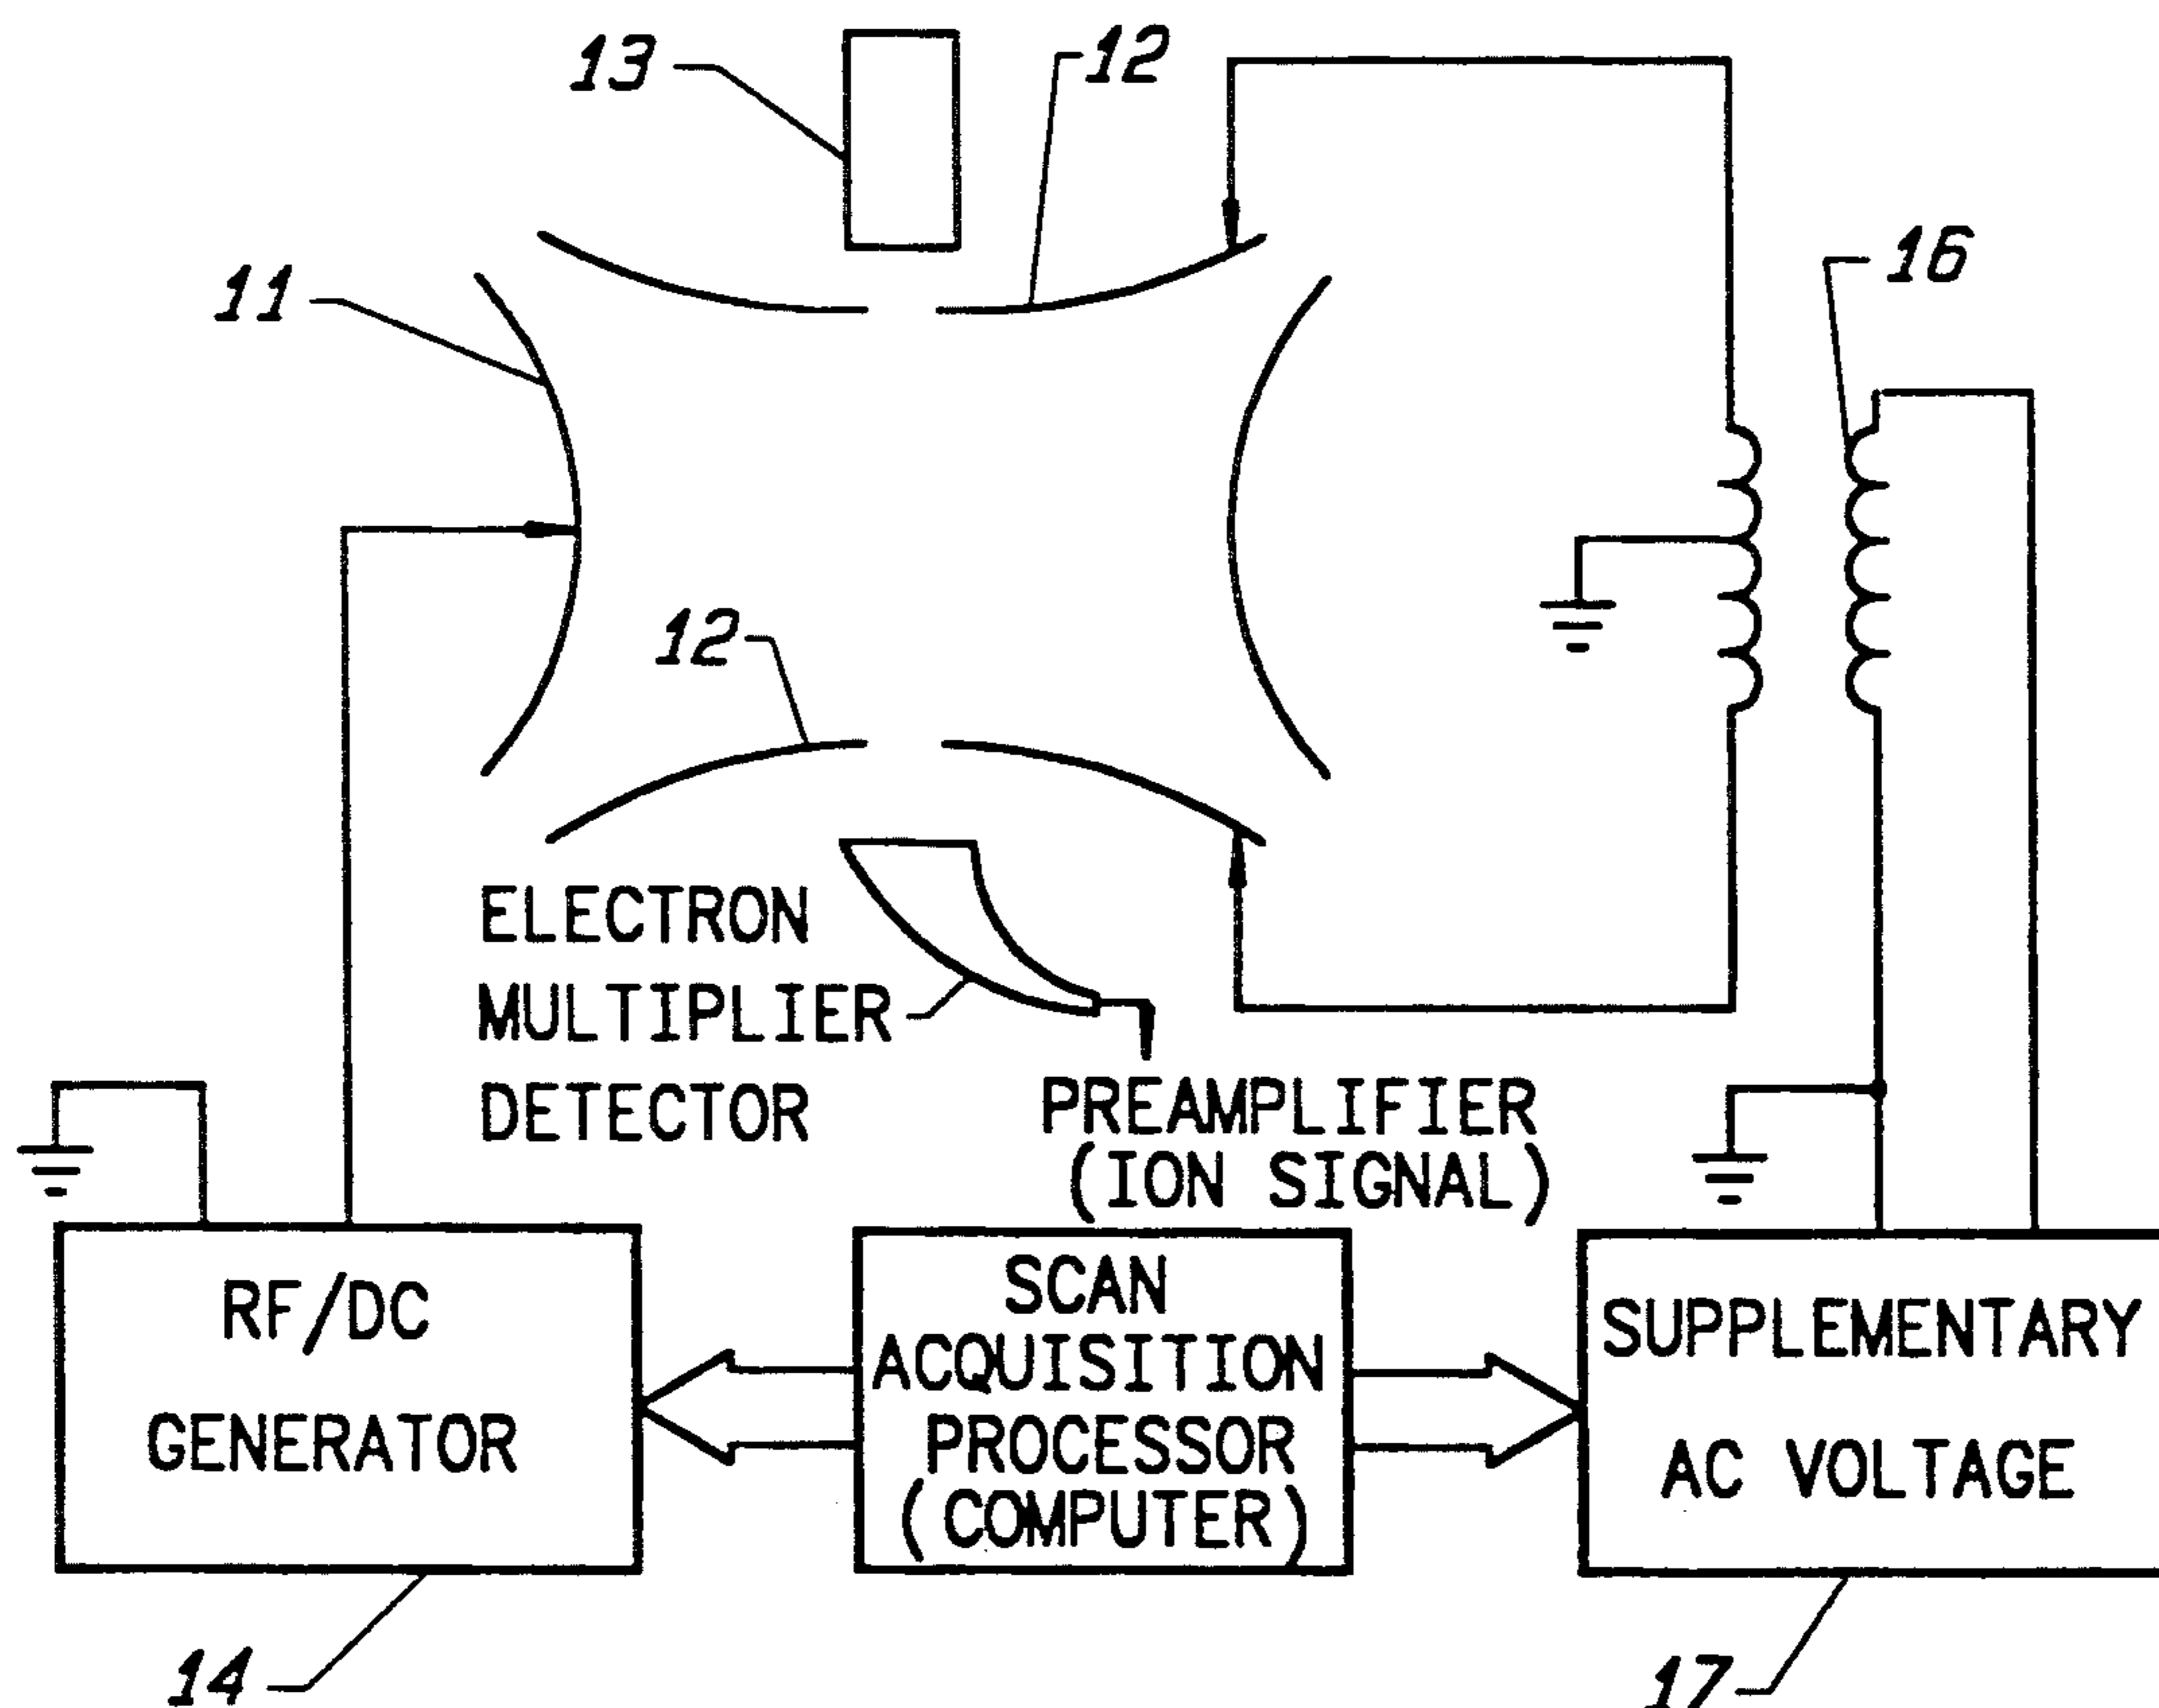 13
12
11
16
12
ELECTRON
MULTIPLIER
DETECTOR
PREAMPLIFIER
(ION SIGNAL)
RF/DC
GENERATOR
SCAN
ACQUISITION
PROCESSOR
(COMPUTER)
SUPPLEMENTARY
AC VOLTAGE
14
17